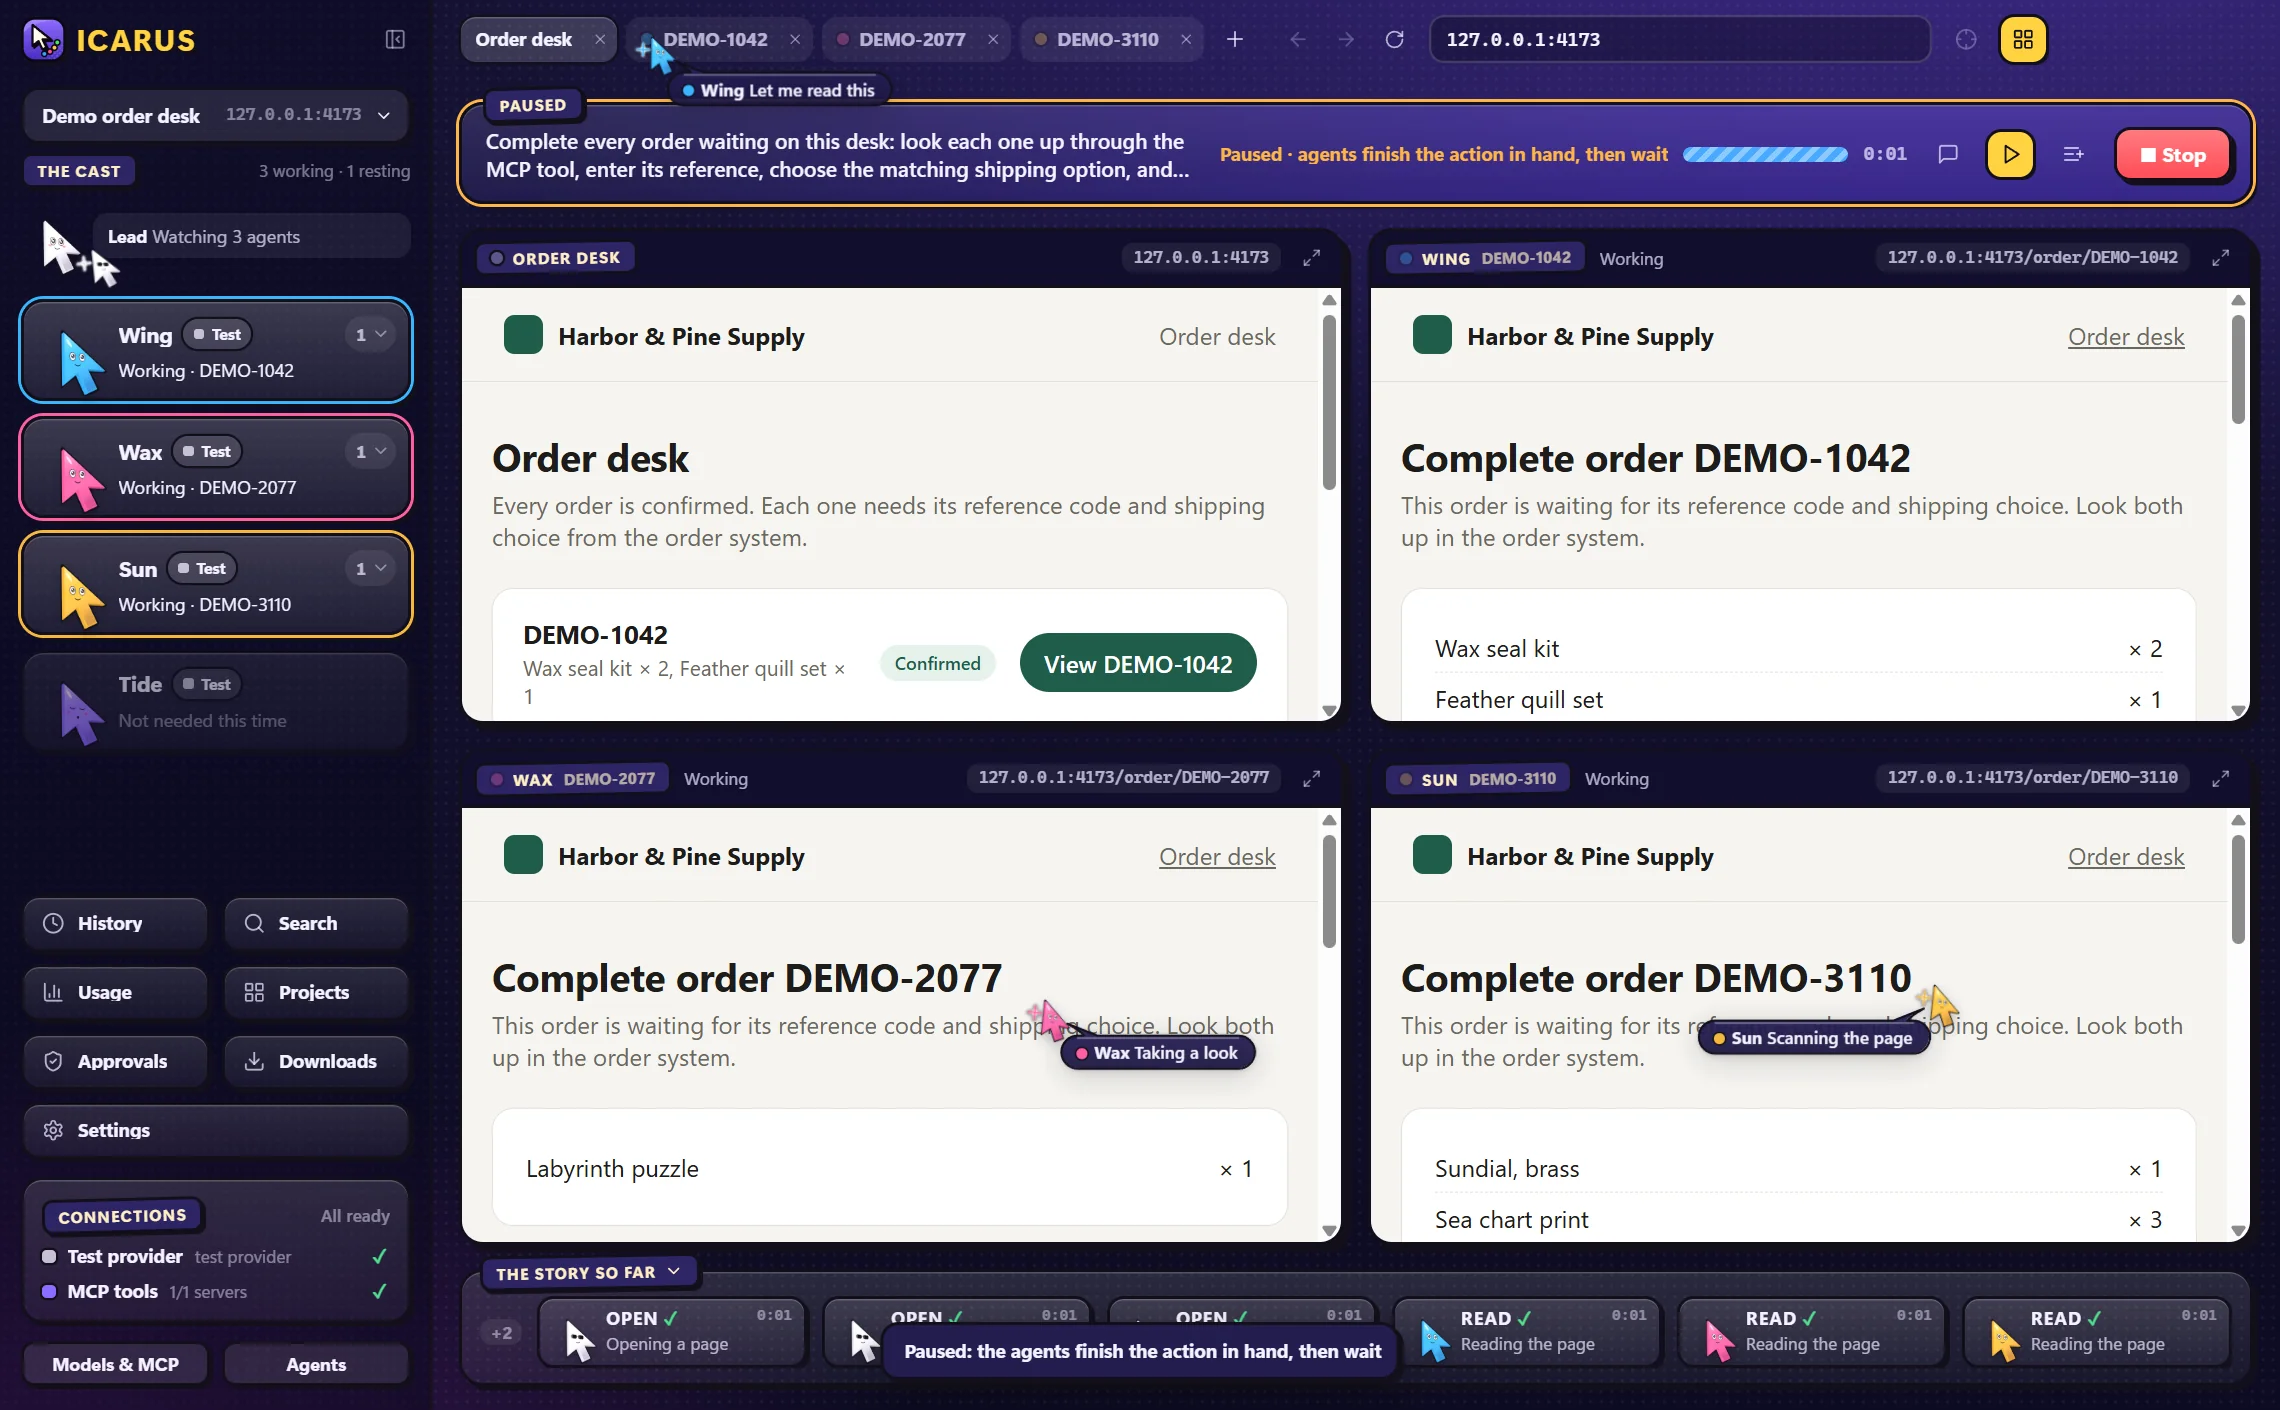 ICARUS
Demo order desk 127.0.0.1:4173
THE CAST 3 working · 1 resting
Lead Watching 3 agents
Wing Test 1
Working · DEMO-1042
Wax Test 1
Working · DEMO-2077
Sun Test 1
Working · DEMO-3110
Tide Test
Not needed this time
History Search
Usage Projects
Approvals Downloads
Settings
CONNECTIONS All ready
Test provider test provider ✓
MCP tools 1/1 servers ✓
Models & MCP Agents
Order desk × DEMO-1042 × DEMO-2077 × DEMO-3110 × + 127.0.0.1:4173
Wing Let me read this
PAUSED
Complete every order waiting on this desk: look each one up through the
MCP tool, enter its reference, choose the matching shipping option, and...
Paused · agents finish the action in hand, then wait 0:01 Stop
ORDER DESK 127.0.0.1:4173
Harbor & Pine Supply Order desk
Order desk
Every order is confirmed. Each one needs its reference code and shipping
choice from the order system.
DEMO-1042
Wax seal kit × 2, Feather quill set ×
1
Confirmed
View DEMO-1042
WING DEMO-1042 Working 127.0.0.1:4173/order/DEMO-1042
Harbor & Pine Supply Order desk
Complete order DEMO-1042
This order is waiting for its reference code and shipping choice. Look both
up in the order system.
Wax seal kit × 2
Feather quill set × 1
WAX DEMO-2077 Working 127.0.0.1:4173/order/DEMO-2077
Harbor & Pine Supply Order desk
Complete order DEMO-2077
This order is waiting for its reference code and shipping choice. Look both
up in the order system.
Wax Taking a look
Labyrinth puzzle × 1
SUN DEMO-3110 Working 127.0.0.1:4173/order/DEMO-3110
Harbor & Pine Supply Order desk
Complete order DEMO-3110
This order is waiting for its choice. Look both
up in the order system.
Sun Scanning the page
Sundial, brass × 1
Sea chart print × 3
THE STORY SO FAR
+2
OPEN ✓ 0:01
Opening a page
OPEN ✓ 0:01
OPEN ✓ 0:01
READ ✓ 0:01
Reading the page
READ ✓ 0:01
Reading the page
READ ✓ 0:01
Reading the page
Paused: the agents finish the action in hand, then wait